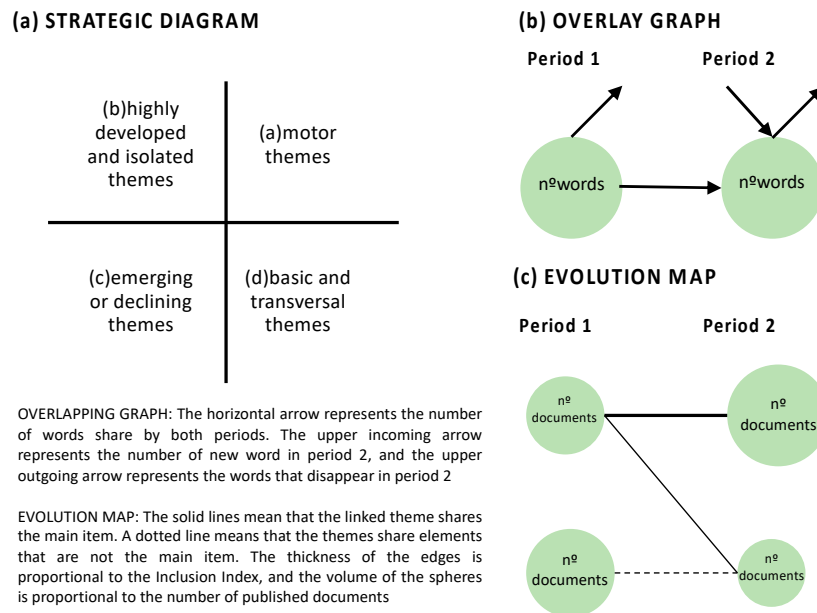 (a) STRATEGIC DIAGRAM
(b)highly
developed
and isolated
themes
(a)motor
themes
(c)emerging
or declining
themes
(d)basic and
transversal
themes
OVERLAPPING GRAPH: The horizontal arrow represents the number
of words share by both periods. The upper incoming arrow
represents the number of new word in period 2, and the upper
outgoing arrow represents the words that disappear in period 2
EVOLUTION MAP: The solid lines mean that the linked theme shares
the main item. A dotted line means that the themes share elements
that are not the main item. The thickness of the edges is
proportional to the Inclusion Index, and the volume of the spheres
is proportional to the number of published documents
(b) OVERLAY GRAPH
Period 1 Period 2
nºwords nºwords
(c) EVOLUTION MAP
Period 1 Period 2
nº
documents
nº
documents
nº
documents
nº
documents